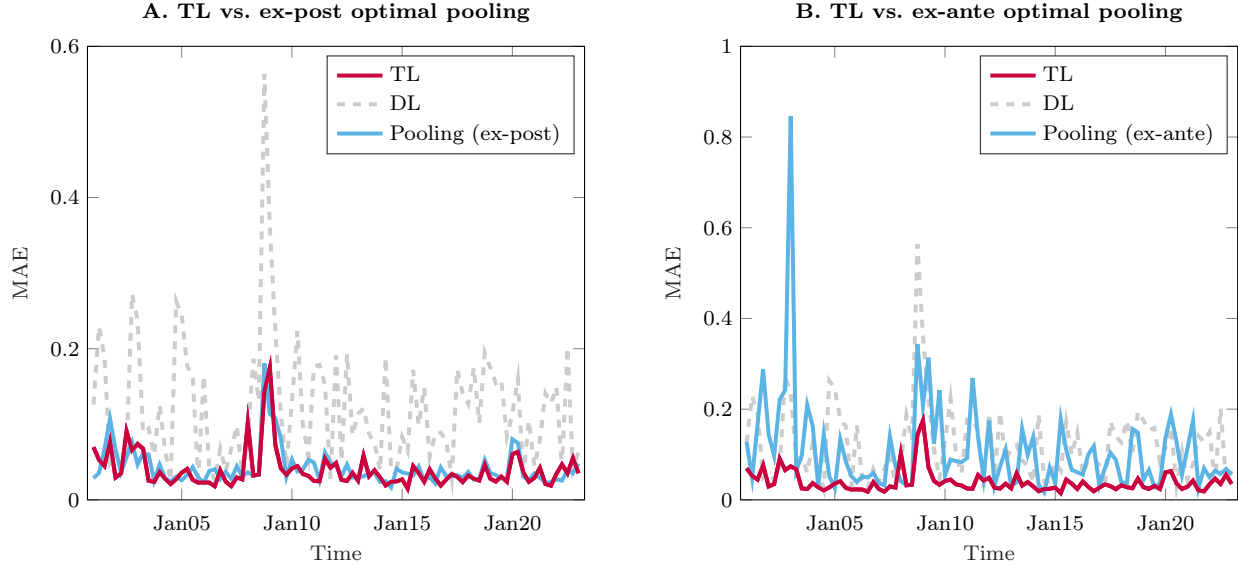 A. TL vs. ex-post optimal pooling
0.6
0.4
0.2
0
MAE
TL
DL
Pooling (ex-post)
Jan05 Jan10 Jan15 Jan20
Time
B. TL vs. ex-ante optimal pooling
1
0.8
0.6
0.4
0.2
0
MAE
TL
DL
Pooling (ex-ante)
Jan05 Jan10 Jan15 Jan20
Time